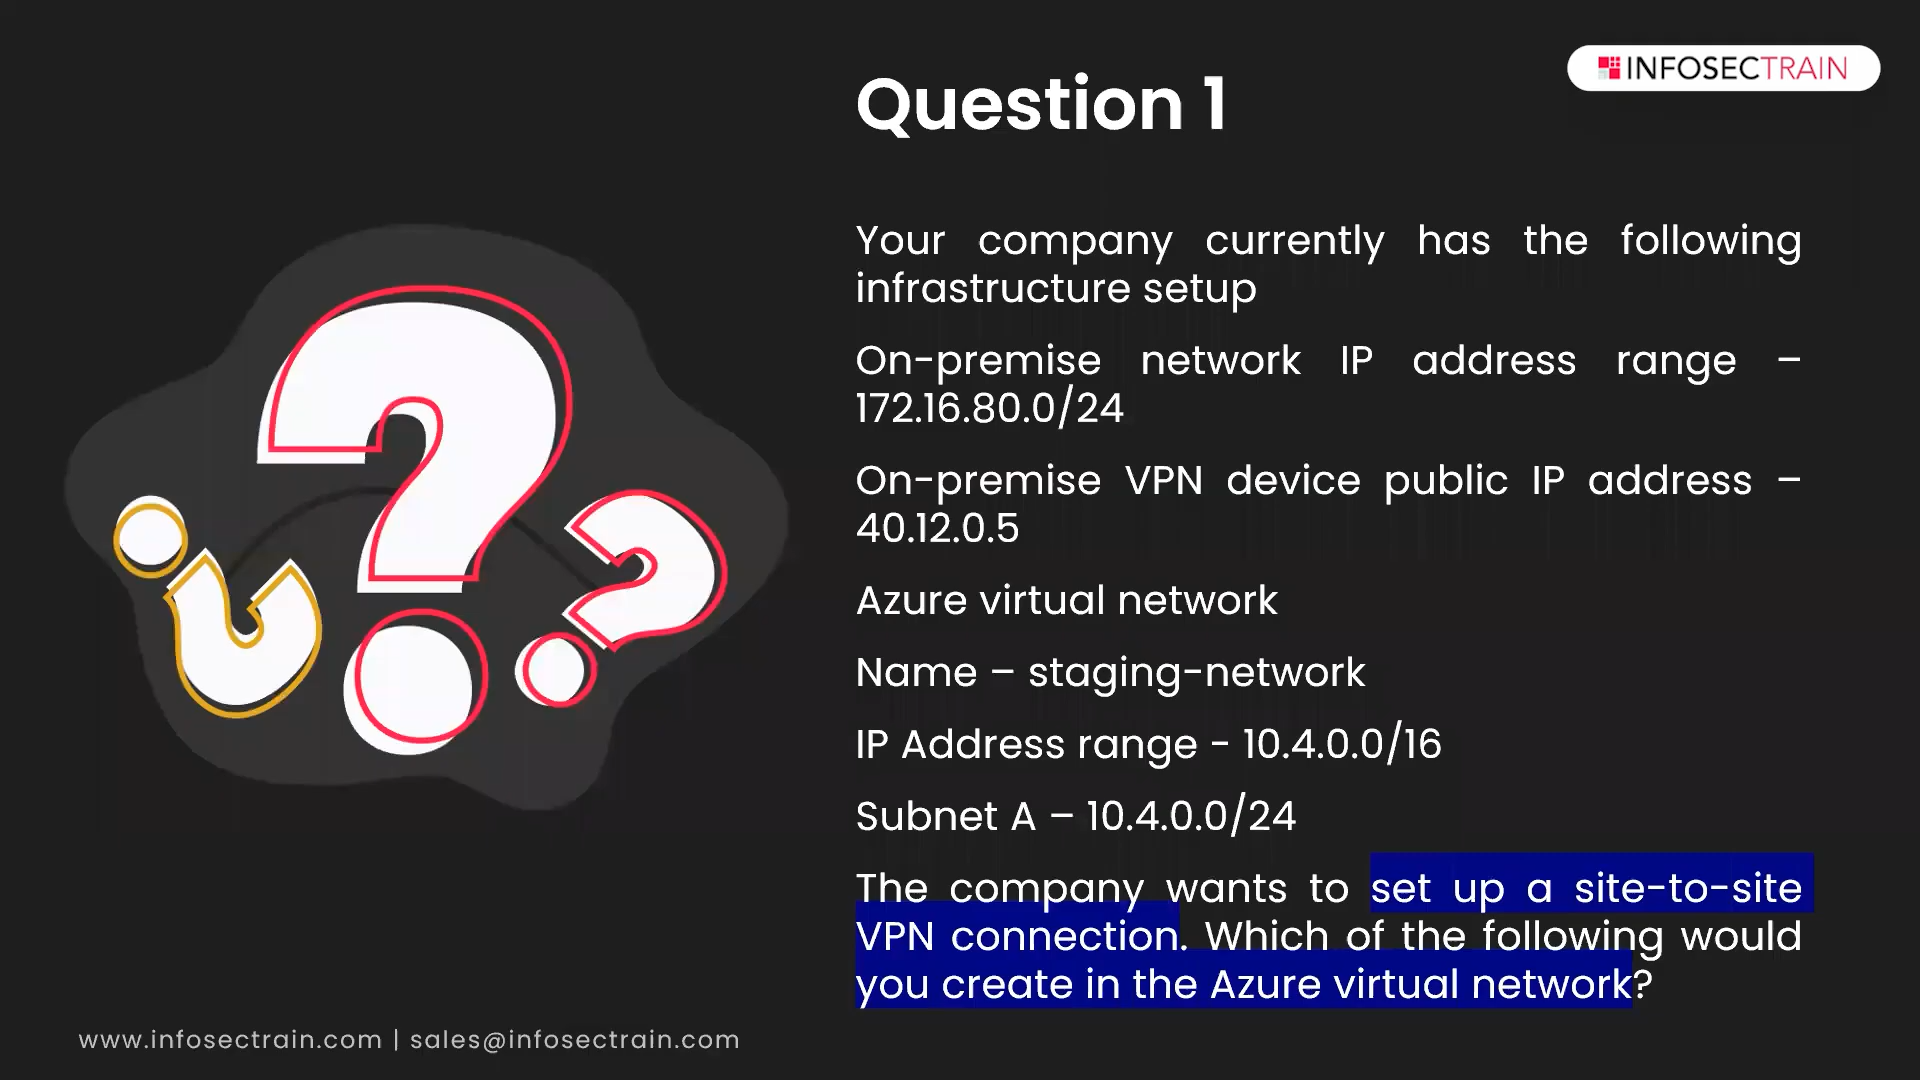 INFOSECTRAIN
Question 1
Your company currently has the following
infrastructure setup
On-premise network IP address range –
172.16.80.0/24
On-premise VPN device public IP address –
40.12.0.5
Azure virtual network
Name – staging-network
IP Address range - 10.4.0.0/16
Subnet A – 10.4.0.0/24
The company wants to set up a site-to-site
VPN connection. Which of the following would
you create in the Azure virtual network?
www.infosectrain.com | sales@infosectrain.com